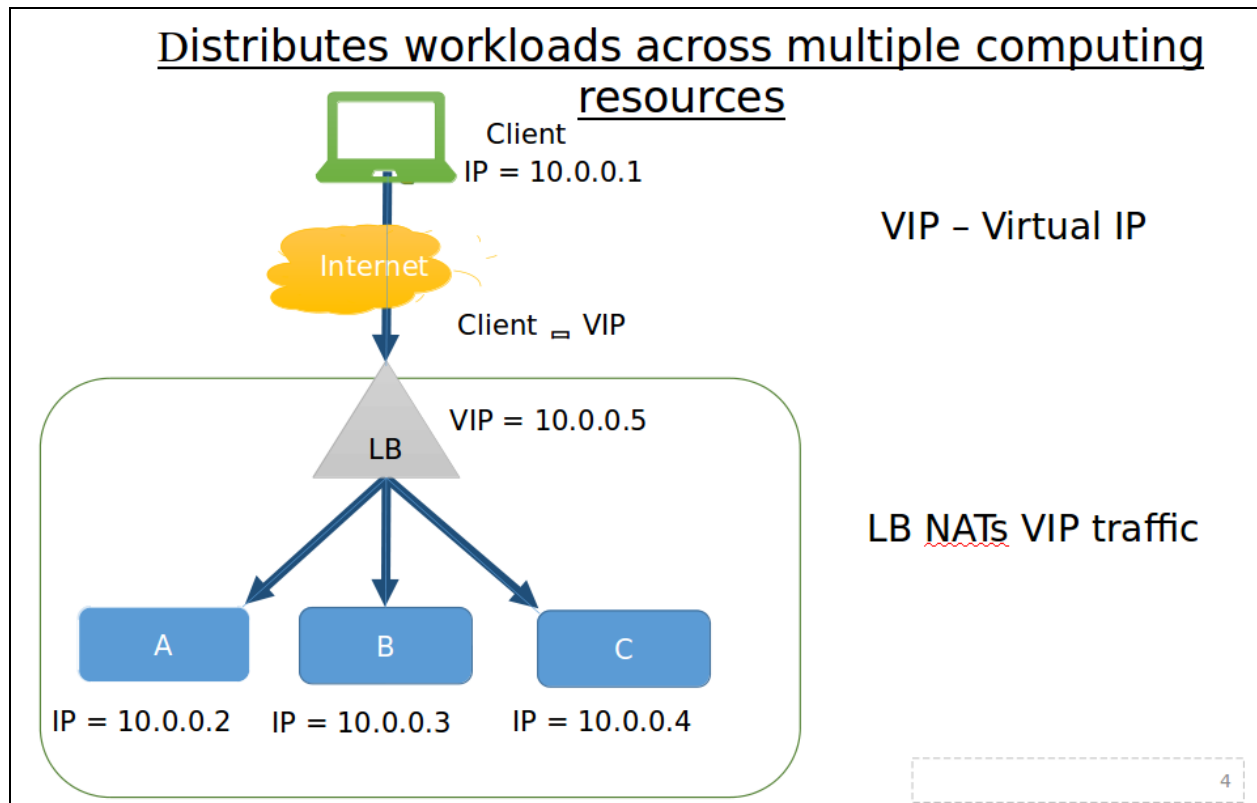 Distributes workloads across multiple computing
resources
Client
IP = 10.0.0.1
VIP – Virtual IP
Internet
Client ▭ VIP
VIP = 10.0.0.5
LB
LB NATs VIP traffic
A
B
C
IP = 10.0.0.2
IP = 10.0.0.3
IP = 10.0.0.4
4